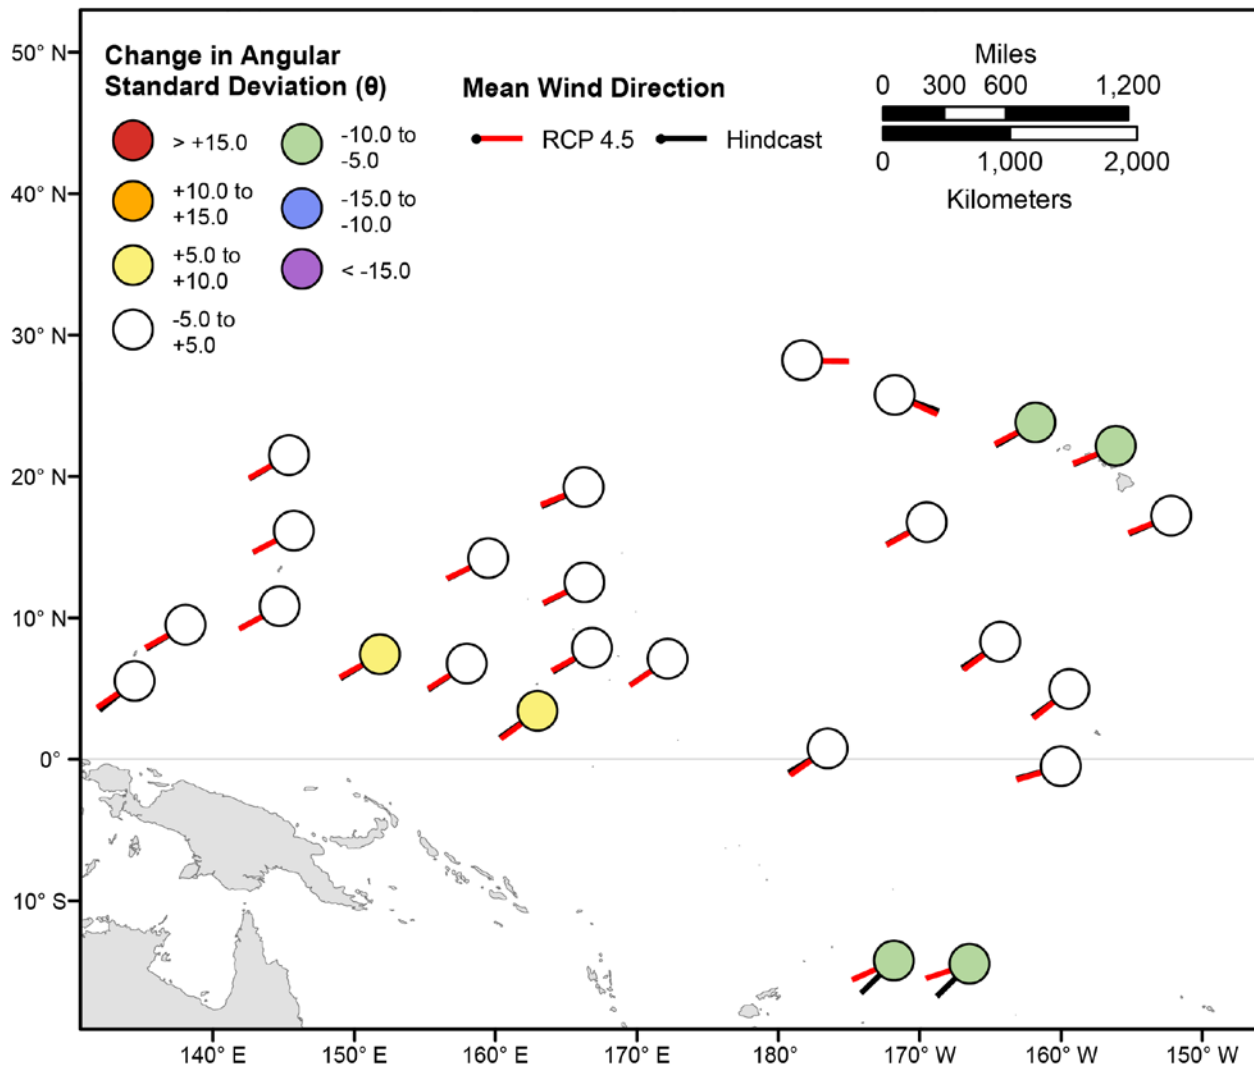 Change in Angular
Standard Deviation (θ)
> +15.0
+10.0 to
+15.0
+5.0 to
+10.0
-5.0 to
+5.0
-10.0 to
-5.0
-15.0 to
-10.0
< -15.0
Mean Wind Direction
RCP 4.5
Hindcast
Miles
0 300 600 1,200
0 1,000 2,000
Kilometers
50° N
40° N
30° N
20° N
10° N
0°
10° S
140° E 150° E 160° E 170° E 180° 170° W 160° W 150° W